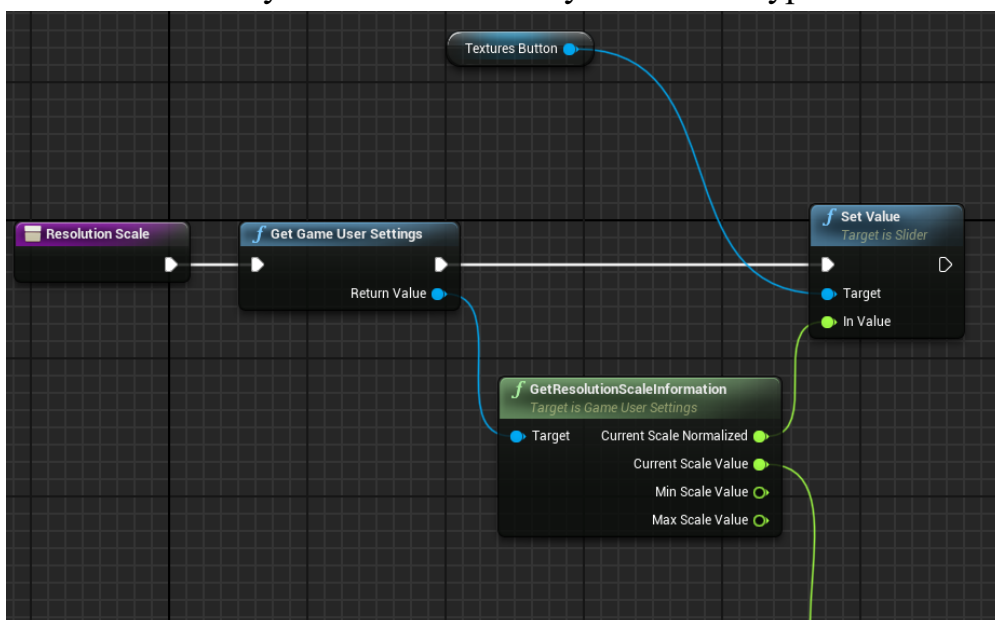 Textures Button
Resolution Scale
Get Game User Settings
Return Value
Set Value
Target is Slider
Target
In Value
GetResolutionScaleInformation
Target is Game User Settings
Target
Current Scale Normalized
Current Scale Value
Min Scale Value
Max Scale Value